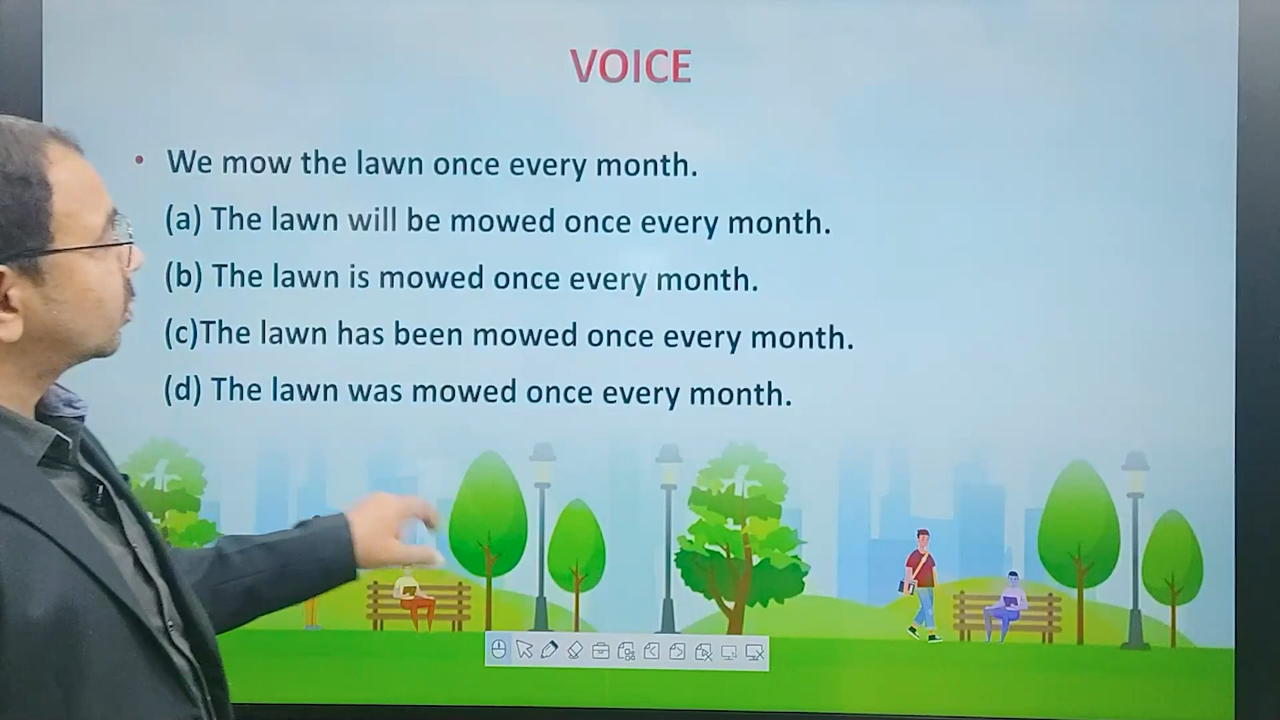 VOICE
• We mow the lawn once every month.
(a) The lawn will be mowed once every month.
(b) The lawn is mowed once every month.
(c)The lawn has been mowed once every month.
(d) The lawn was mowed once every month.